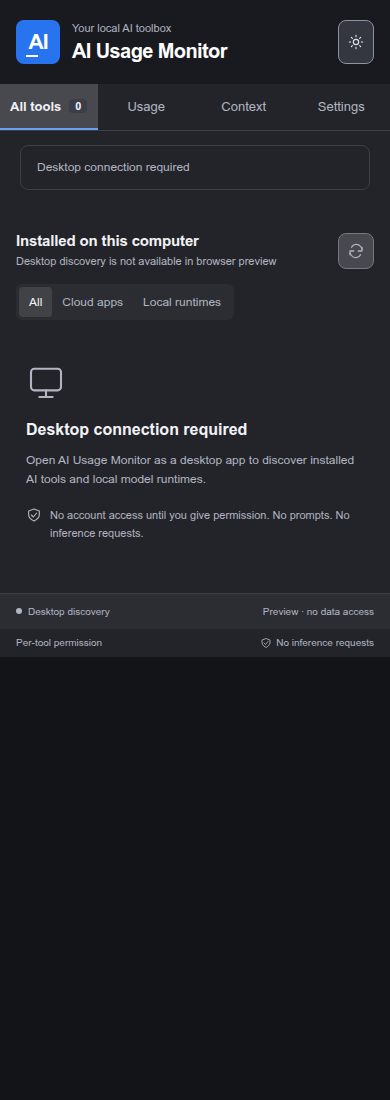 AI
Your local AI toolbox
AI Usage Monitor
All tools 0
Usage
Context
Settings
Desktop connection required
Installed on this computer
Desktop discovery is not available in browser preview
All
Cloud apps
Local runtimes
Desktop connection required
Open AI Usage Monitor as a desktop app to discover installed
AI tools and local model runtimes.
No account access until you give permission. No prompts. No
inference requests.
Desktop discovery
Preview · no data access
Per-tool permission
No inference requests